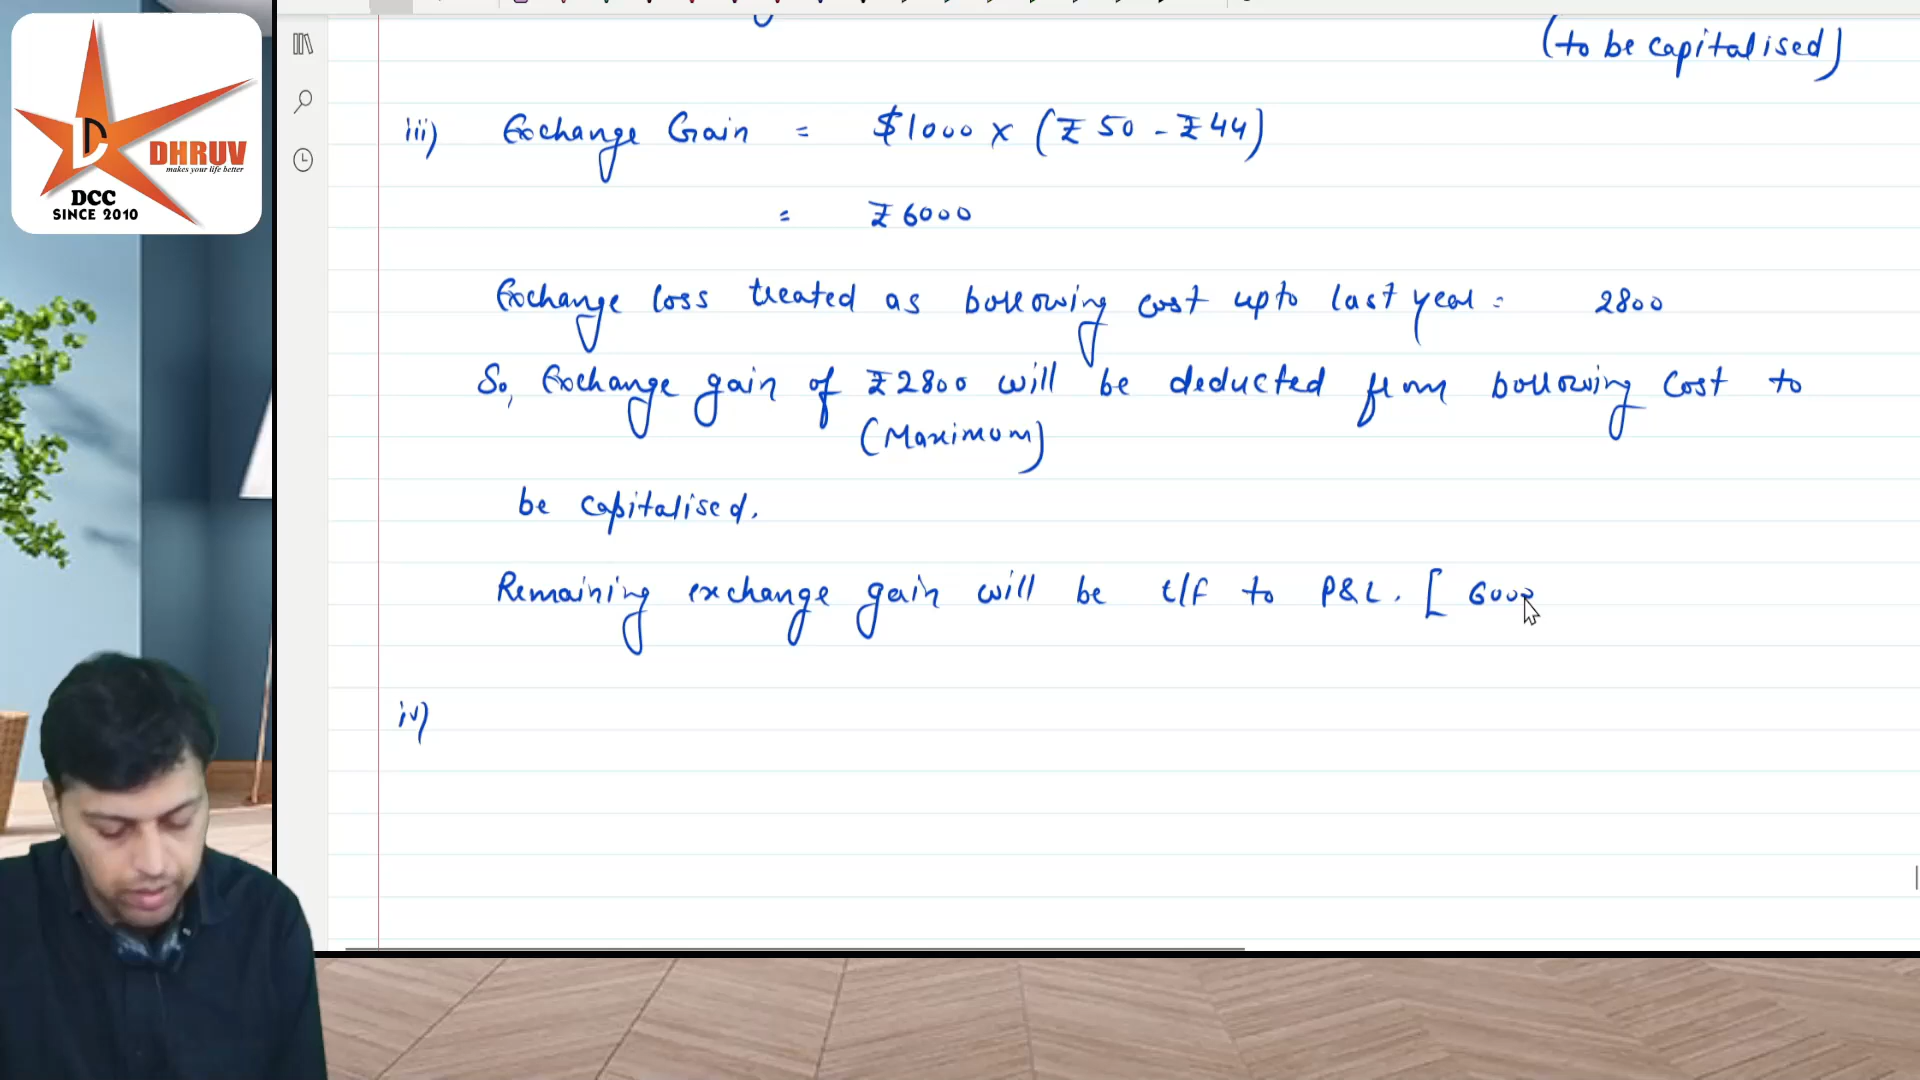 (to be capitalised)
iii) Exchange Gain = $1000 x (₹50 - ₹44)
= ₹6000
Exchange loss treated as borrowing cost upto last year = 2800
So, Exchange gain of ₹2800 will be deducted from borrowing cost to
(Maximum)
be capitalised.
Remaining exchange gain will be t/f to P&L. [ 6000
iv)
DC
DHRUV
makes your life better
DCC
SINCE 2010